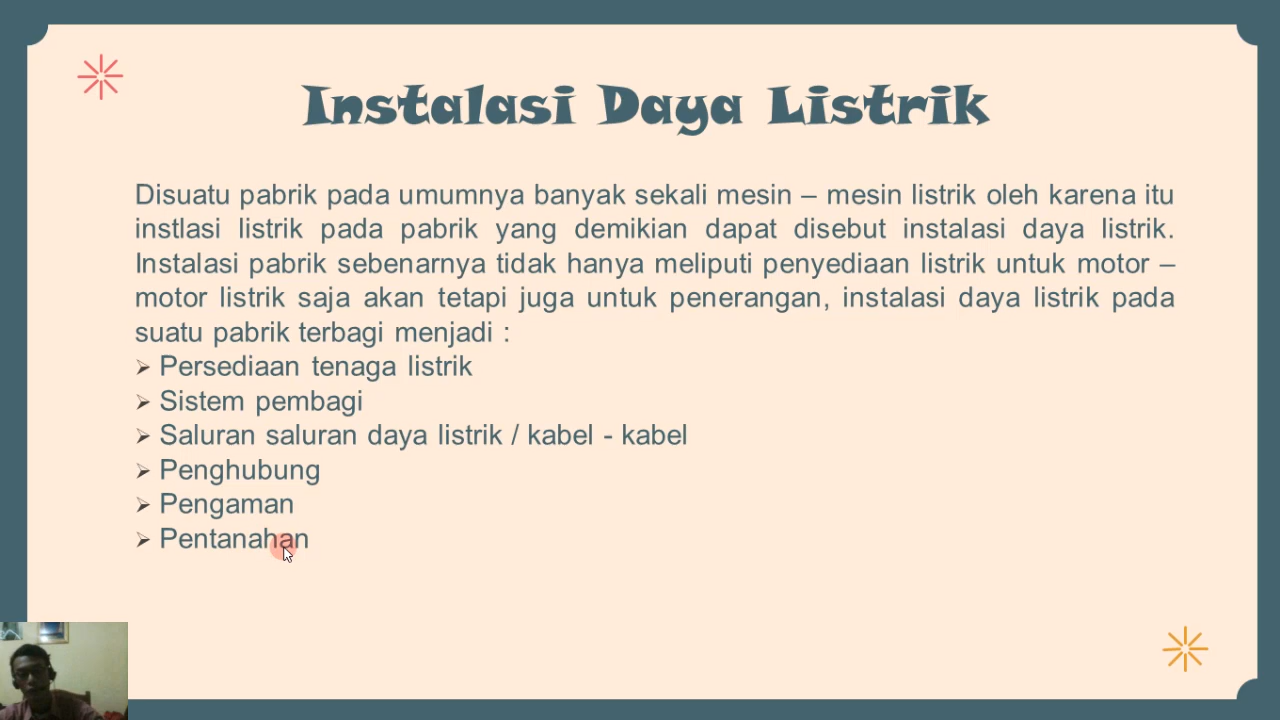 Instalasi Daya Listrik
Disuatu pabrik pada umumnya banyak sekali mesin – mesin listrik oleh karena itu
instlasi listrik pada pabrik yang demikian dapat disebut instalasi daya listrik.
Instalasi pabrik sebenarnya tidak hanya meliputi penyediaan listrik untuk motor –
motor listrik saja akan tetapi juga untuk penerangan, instalasi daya listrik pada
suatu pabrik terbagi menjadi :
➢ Persediaan tenaga listrik
➢ Sistem pembagi
➢ Saluran saluran daya listrik / kabel - kabel
➢ Penghubung
➢ Pengaman
➢ Pentanahan